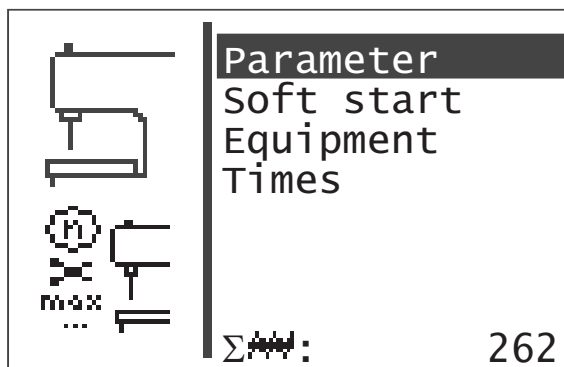 Parameter
Soft start
Equipment
Times
n
max
...
Σ : 262